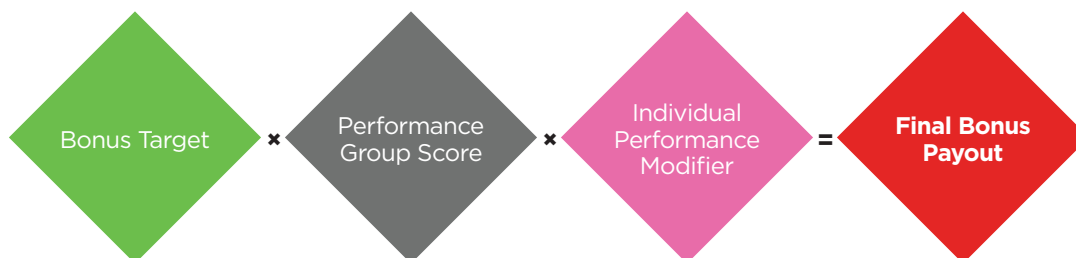 Bonus Target
×
Performance
Group Score
×
Individual
Performance
Modifier
=
Final Bonus
Payout